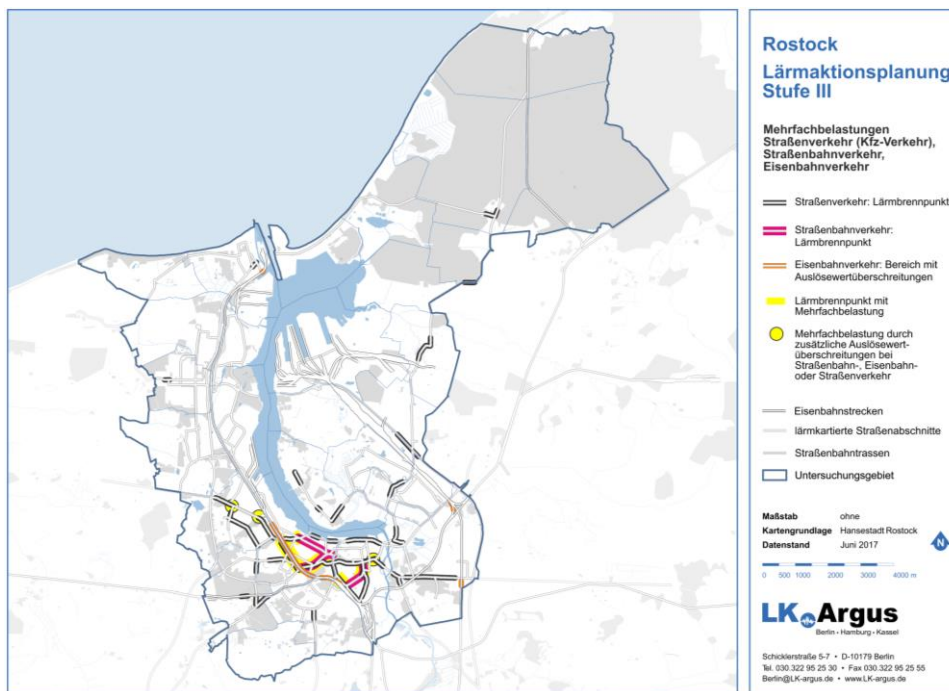 Rostock
Lärmaktionsplanung
Stufe III
Mehrfachbelastungen
Straßenverkehr (Kfz-Verkehr),
Straßenbahnverkehr,
Eisenbahnverkehr
Straßenverkehr: Lärmbrennpunkt
Straßenbahnverkehr:
Lärmbrennpunkt
Eisenbahnverkehr: Bereich mit
Auslösewertüberschreitungen
Lärmbrennpunkt mit
Mehrfachbelastung
Mehrfachbelastung durch
zusätzliche Auslösewert-
überschreitungen bei
Straßenbahn-, Eisenbahn-
oder Straßenverkehr
Eisenbahnstrecken
lärmkartierte Straßenabschnitte
Straßenbahntrassen
Untersuchungsgebiet
Maßstab ohne
Kartengrundlage Hansestadt Rostock
Datenstand Juni 2017
N
0 500 1000 2000 3000 4000 m
LK Argus
Berlin • Hamburg • Kassel
Schicklerstraße 5-7 • D-10179 Berlin
Tel. 030.322 95 25 30 • Fax 030.322 95 25 55
Berlin@LK-argus.de • www.LK-argus.de